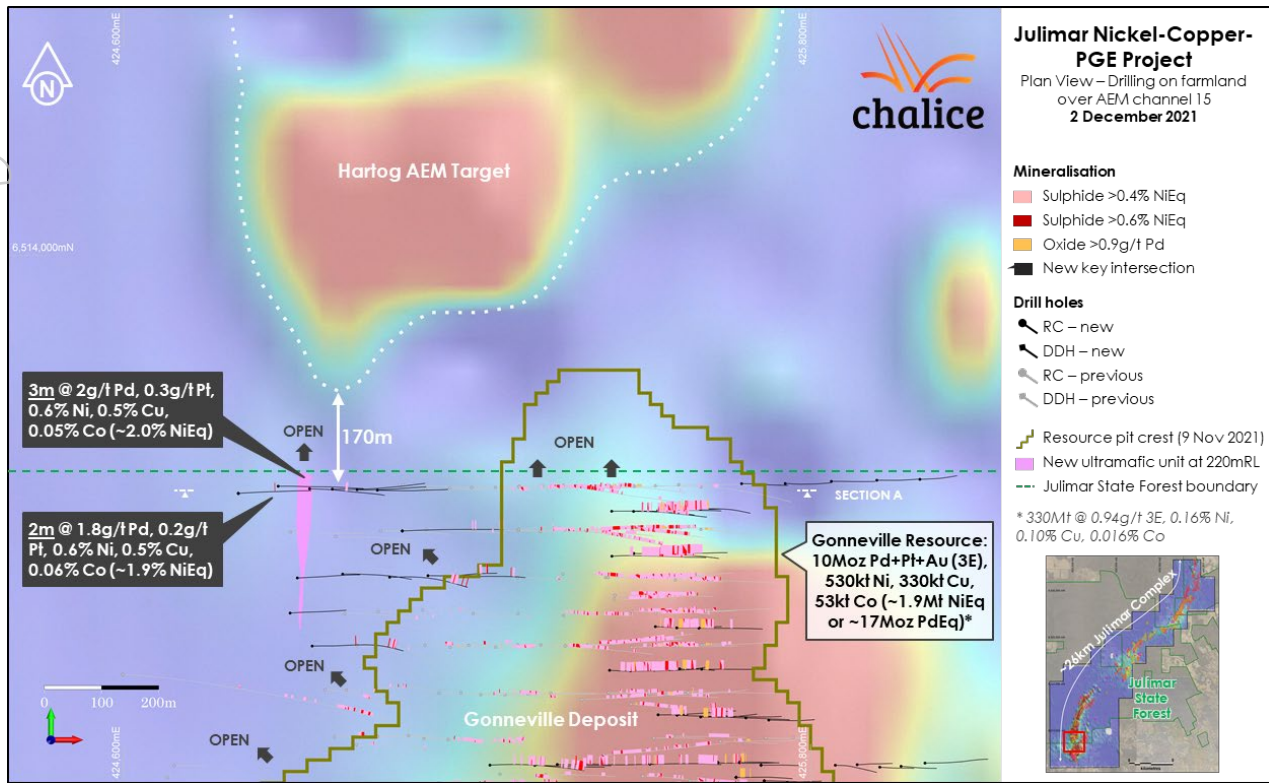 424,600mE
425,800mE
N
chalice
Hartog AEM Target
6,514,000mN
3m @ 2g/t Pd, 0.3g/t Pt,
0.6% Ni, 0.5% Cu,
0.05% Co (~2.0% NiEq)
OPEN
170m
OPEN
SECTION A
2m @ 1.8g/t Pd, 0.2g/t
Pt, 0.6% Ni, 0.5% Cu,
0.06% Co (~1.9% NiEq)
OPEN
Gonneville Resource:
10Moz Pd+Pt+Au (3E),
530kt Ni, 330kt Cu,
53kt Co (~1.9Mt NiEq
or ~17Moz PdEq)*
OPEN
0 100 200m
Gonneville Deposit
OPEN
424,600mE
425,800mE
Julimar Nickel-Copper-
PGE Project
Plan View – Drilling on farmland
over AEM channel 15
2 December 2021
Mineralisation
Sulphide >0.4% NiEq
Sulphide >0.6% NiEq
Oxide >0.9g/t Pd
New key intersection
Drill holes
RC – new
DDH – new
RC – previous
DDH – previous
Resource pit crest (9 Nov 2021)
New ultramafic unit at 220mRL
Julimar State Forest boundary
* 330Mt @ 0.94g/t 3E, 0.16% Ni,
0.10% Cu, 0.016% Co
~26km Julimar Complex
Julimar
State
Forest